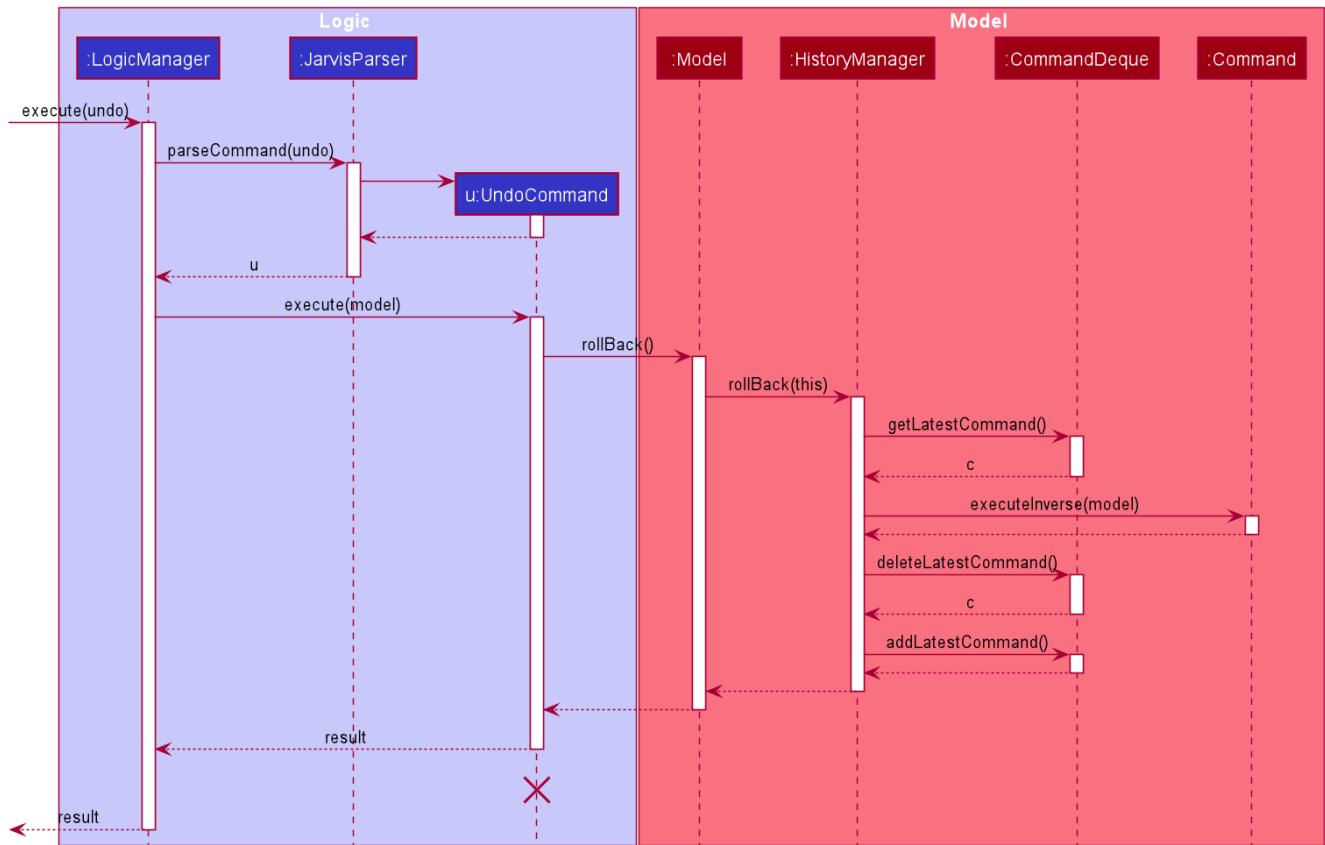 Logic
Model
:LogicManager
:JarvisParser
:Model
:HistoryManager
:CommandDeque
:Command
execute(undo)
parseCommand(undo)
u:UndoCommand
u
execute(model)
rollBack()
rollBack(this)
getLatestCommand()
c
executeInverse(model)
deleteLatestCommand()
c
addLatestCommand()
result
result